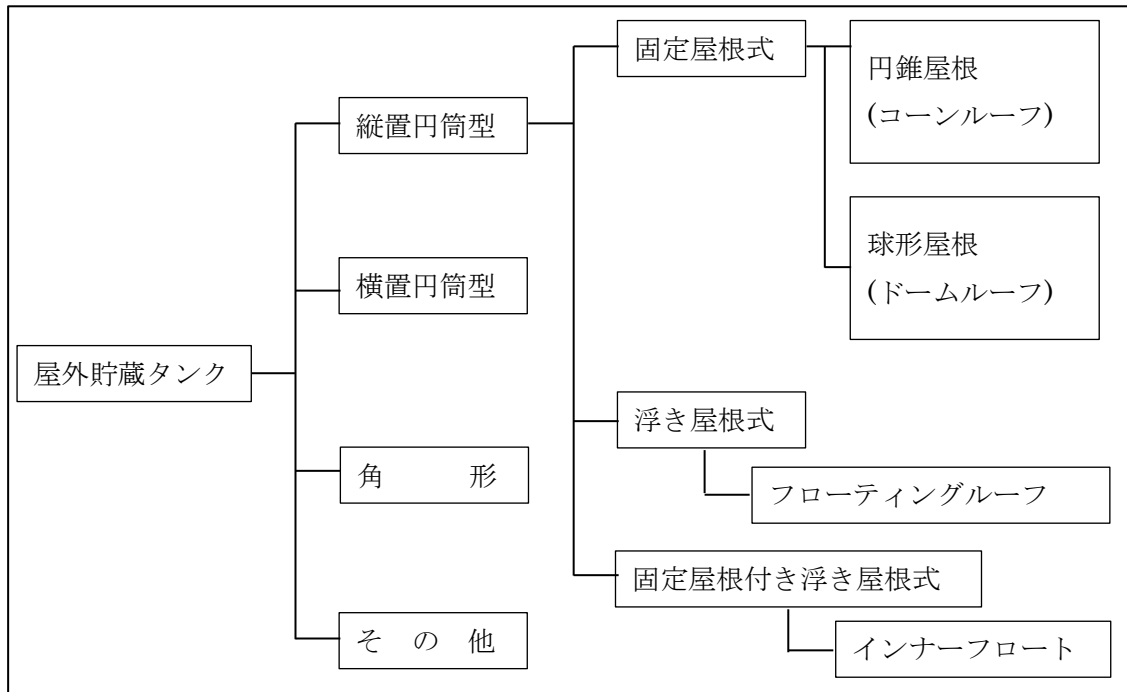 屋外貯蔵タンク
縦置円筒型
横置円筒型
角　　形
そ の 他
固定屋根式
円錐屋根
(コーンルーフ)
球形屋根
(ドームルーフ)
浮き屋根式
フローティングルーフ
固定屋根付き浮き屋根式
インナーフロート